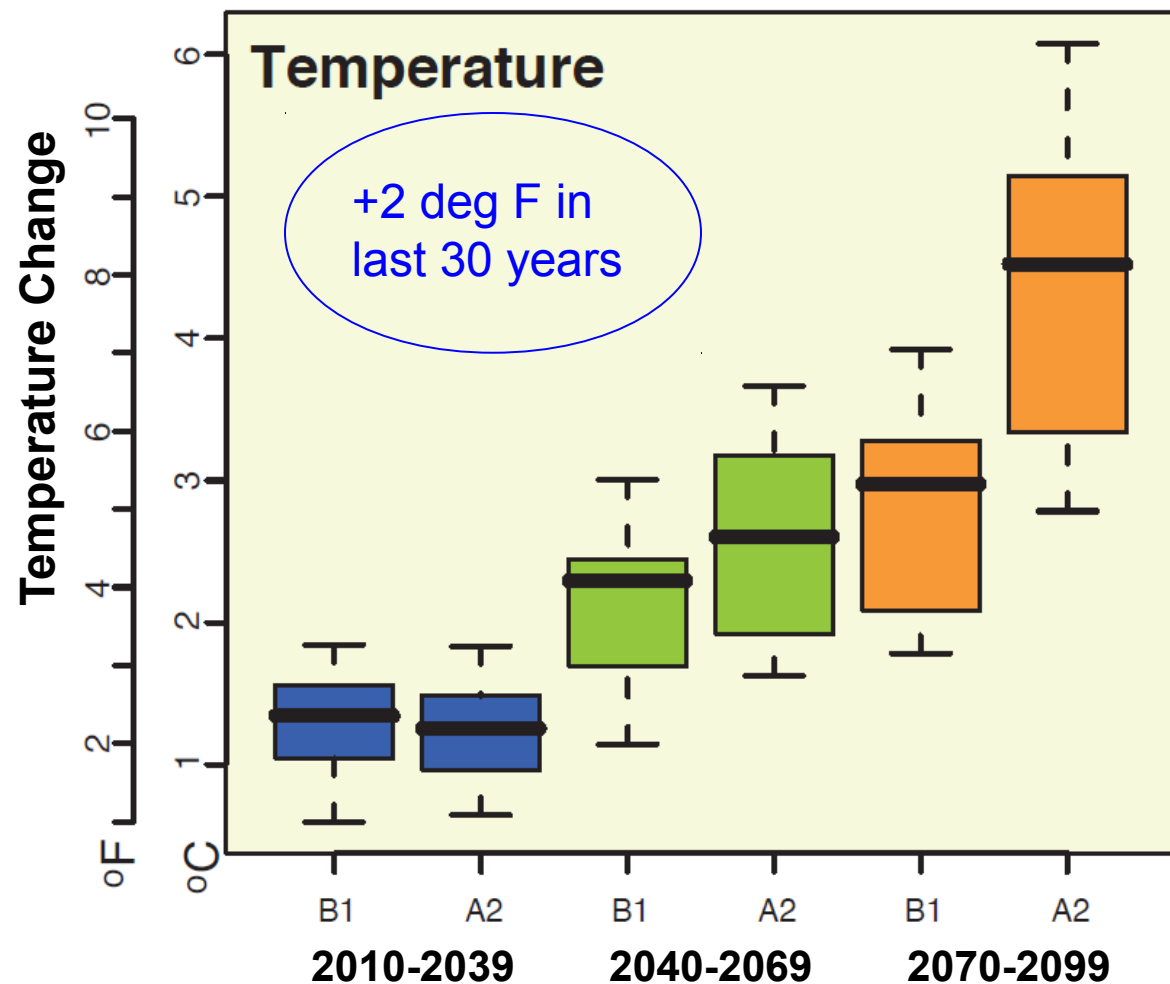 Temperature
+2 deg F in
last 30 years
Temperature Change
10
8
6
4
2
oF
6
5
4
3
2
1
oC
B1 A2 B1 A2 B1 A2
2010-2039 2040-2069 2070-2099